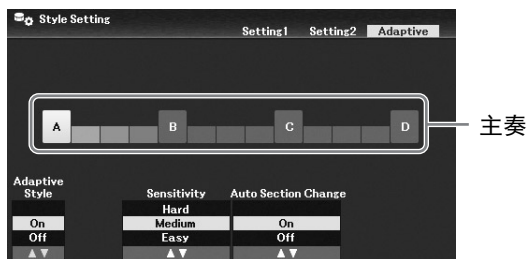 Style Setting
Setting1 Setting2 Adaptive
A B C D
主奏
Adaptive
Style Sensitivity Auto Section Change
Hard
On Medium On
Off Easy Off